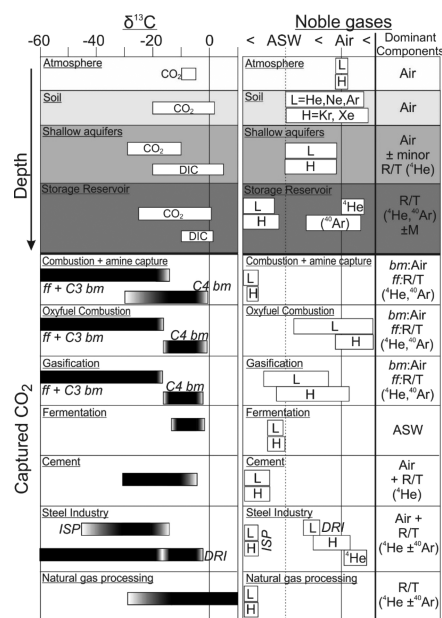 δ13C
Noble gases
-60 -40 -20 0
< ASW < Air <
Dominant
Components
Depth
Atmosphere
CO2
Atmosphere
L
H
Air
Soil
CO2
Soil
L=He,Ne,Ar
H=Kr, Xe
Air
Shallow aquifers
CO2
DIC
Shallow aquifers
L
H
Air
± minor
R/T (4He)
Storage Reservoir
CO2
DIC
Storage Reservoir
L
H
4He
(40Ar)
R/T
(4He,40Ar)
±M
Captured CO2
Combustion + amine capture
C4 bm
ff + C3 bm
Combustion + amine capture
L
H
bm:Air
ff:R/T
(4He,40Ar)
Oxyfuel Combustion
C4 bm
ff + C3 bm
Oxyfuel Combustion
L
H
bm:Air
ff:R/T
(4He,40Ar)
Gasification
C4 bm
ff + C3 bm
Gasification
L
H
bm:Air
ff:R/T
(4He,40Ar)
Fermentation
Fermentation
L
H
ASW
Cement
Cement
L
H
Air
+ R/T
(4He)
Steel Industry
ISP
DRI
Steel Industry
L
H
ISP
L DRI
H
4He
Air +
R/T
(4He ±40Ar)
Natural gas processing
Natural gas processing
L
H
R/T
(4He ±40Ar)